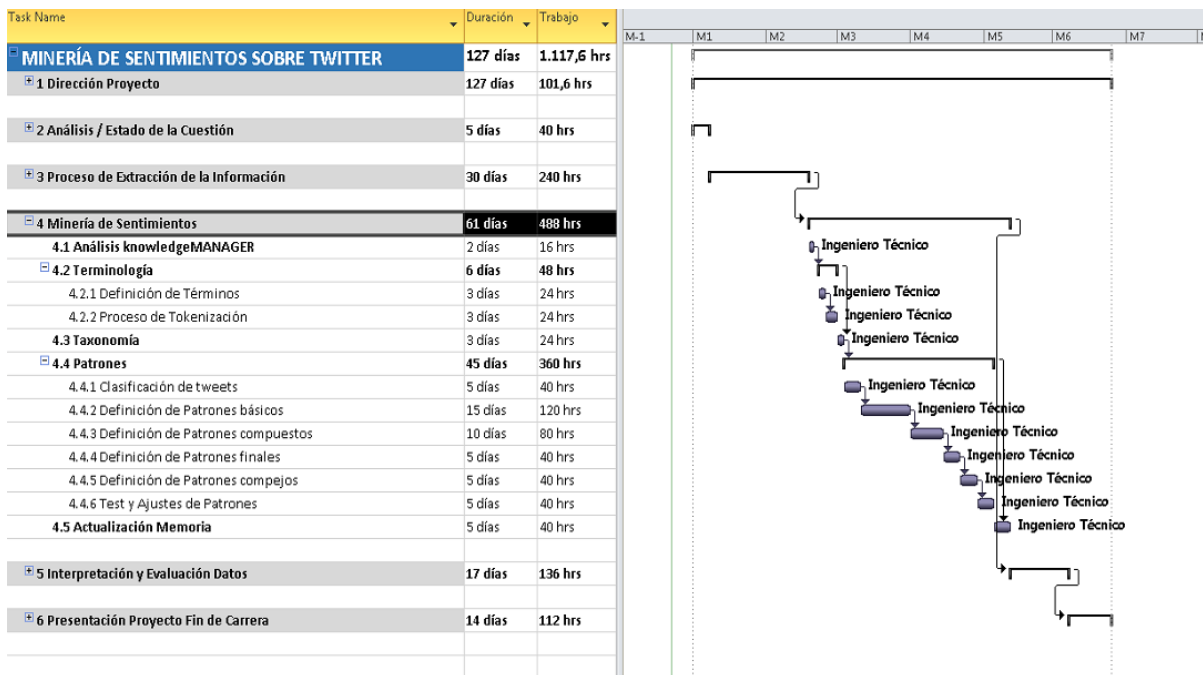 Task Name Duración Trabajo
M-1 M1 M2 M3 M4 M5 M6 M7
MINERÍA DE SENTIMIENTOS SOBRE TWITTER 127 días 1.117,6 hrs
1 Dirección Proyecto 127 días 101,6 hrs
2 Análisis / Estado de la Cuestión 5 días 40 hrs
3 Proceso de Extracción de la Información 30 días 240 hrs
4 Minería de Sentimientos 61 días 488 hrs
4.1 Análisis knowledgeMANAGER 2 días 16 hrs Ingeniero Técnico
4.2 Terminología 6 días 48 hrs
4.2.1 Definición de Términos 3 días 24 hrs Ingeniero Técnico
4.2.2 Proceso de Tokenización 3 días 24 hrs Ingeniero Técnico
4.3 Taxonomía 3 días 24 hrs Ingeniero Técnico
4.4 Patrones 45 días 360 hrs
4.4.1 Clasificación de tweets 5 días 40 hrs Ingeniero Técnico
4.4.2 Definición de Patrones básicos 15 días 120 hrs Ingeniero Técnico
4.4.3 Definición de Patrones compuestos 10 días 80 hrs Ingeniero Técnico
4.4.4 Definición de Patrones finales 5 días 40 hrs Ingeniero Técnico
4.4.5 Definición de Patrones compejos 5 días 40 hrs Ingeniero Técnico
4.4.6 Test y Ajustes de Patrones 5 días 40 hrs Ingeniero Técnico
4.5 Actualización Memoria 5 días 40 hrs Ingeniero Técnico
5 Interpretación y Evaluación Datos 17 días 136 hrs
6 Presentación Proyecto Fin de Carrera 14 días 112 hrs